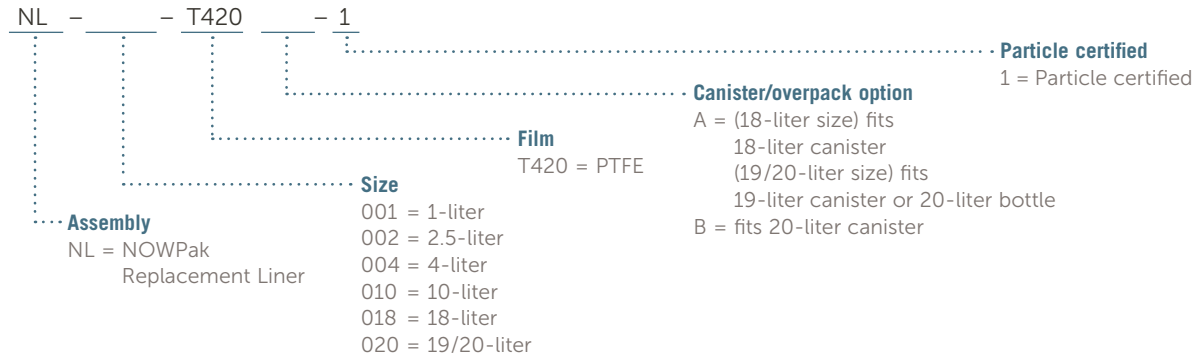 NL – – T420 – 1
Particle certified
1 = Particle certified
Canister/overpack option
A = (18-liter size) fits
18-liter canister
(19/20-liter size) fits
19-liter canister or 20-liter bottle
B = fits 20-liter canister
Film
T420 = PTFE
Size
001 = 1-liter
002 = 2.5-liter
004 = 4-liter
010 = 10-liter
018 = 18-liter
020 = 19/20-liter
Assembly
NL = NOWPak
Replacement Liner